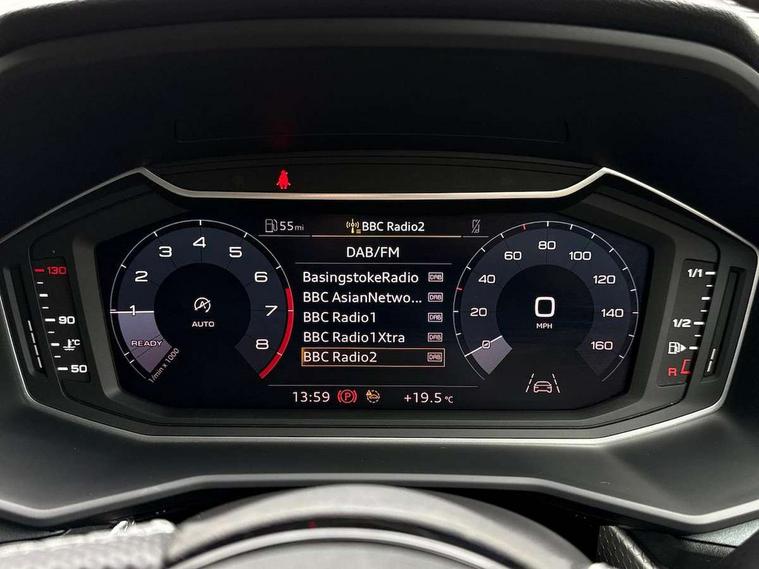 55mi BBC Radio2
DAB/FM
BasingstokeRadio DAB
BBC AsianNetwo... DAB
BBC Radio1 DAB
BBC Radio1Xtra DAB
BBC Radio2 DAB
13:59 P +19.5°C
READY 1 2 3 4 5 6 7 8
1/min x 1000
A
AUTO
0 20 40 60 80 100 120 140 160
0
MPH
130
90
°C
50
1/1
1/2
R